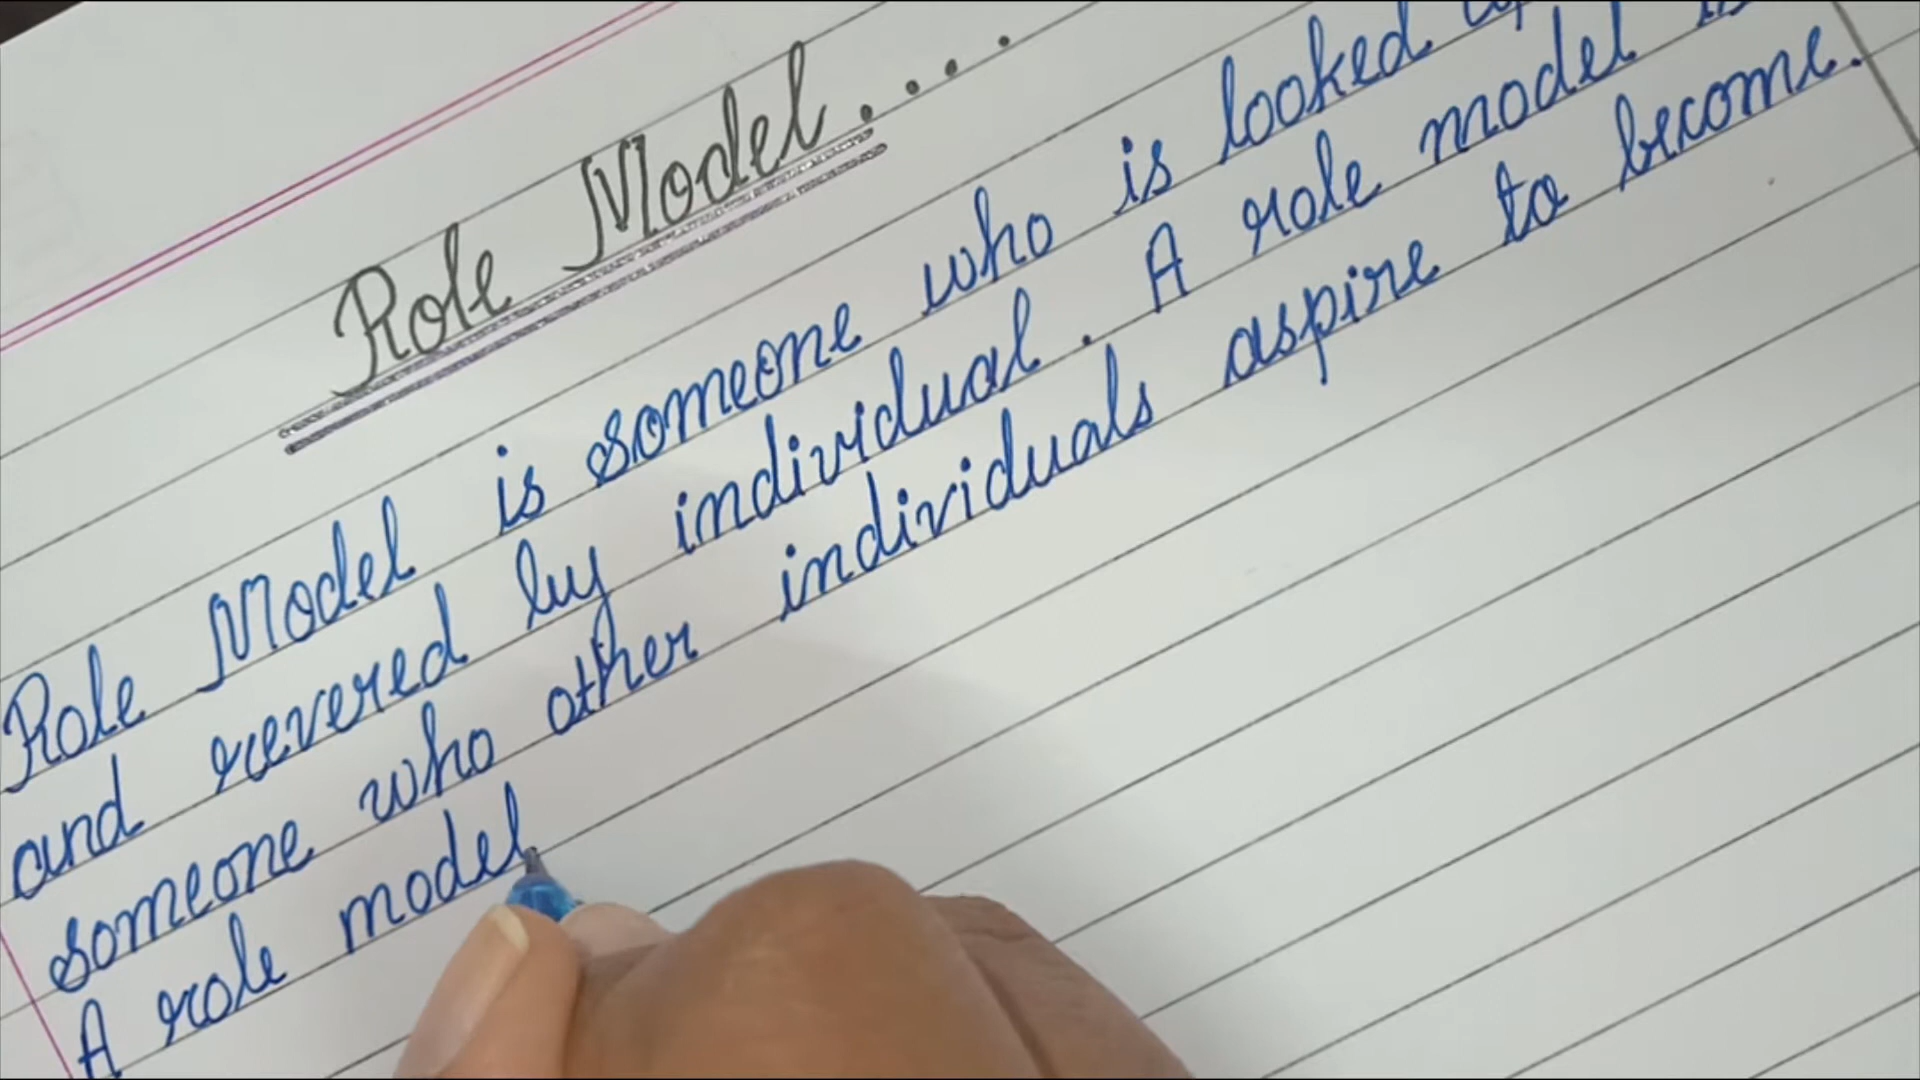 Role Model....
Role Model is someone who is looked
and revered by individual. A role model
someone who other individuals aspire to become.
A role model